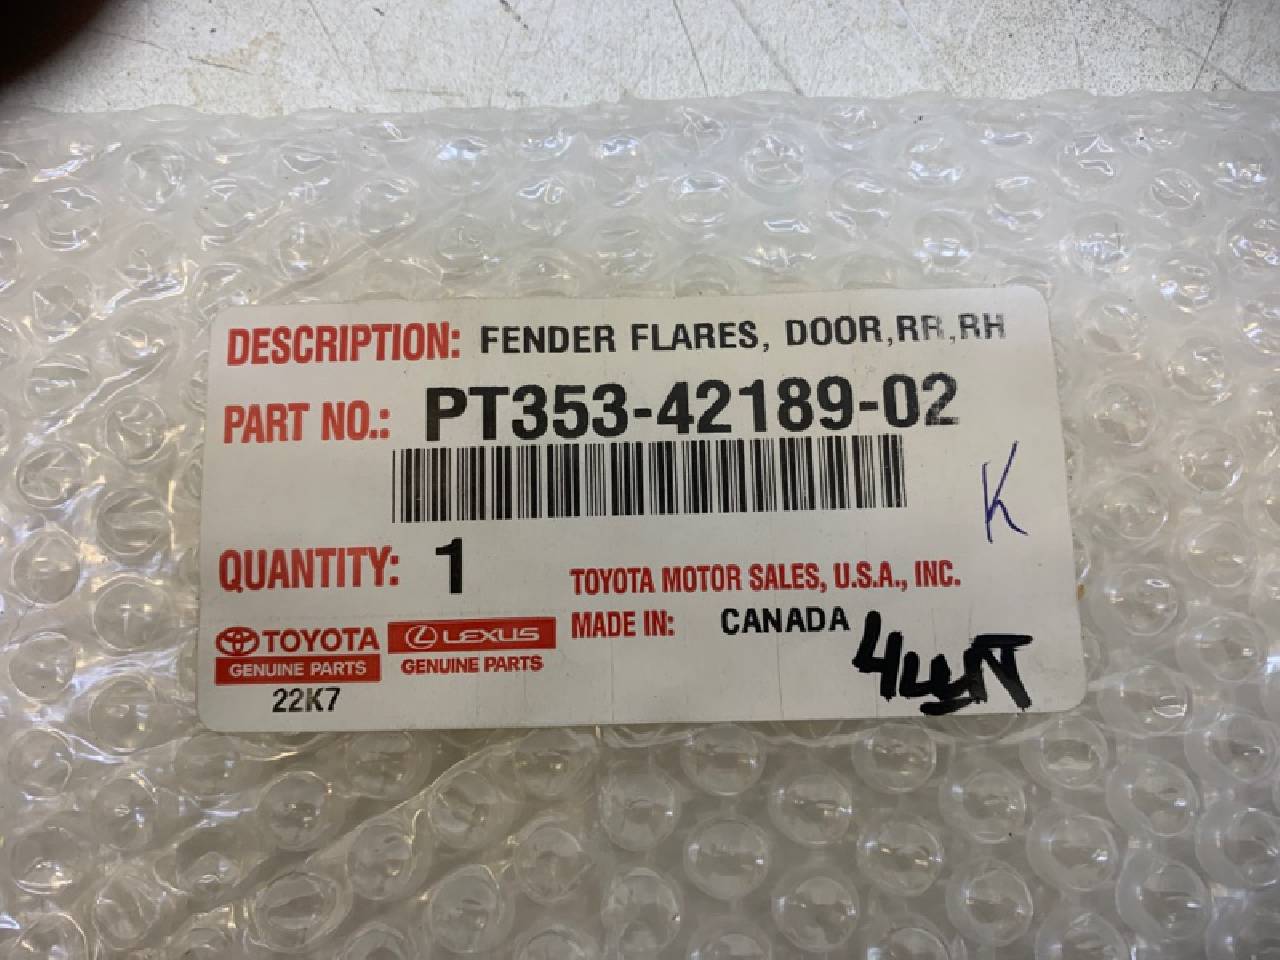 DESCRIPTION: FENDER FLARES, DOOR,RR,RH
PART NO.: PT353-42189-02
K
QUANTITY: 1
TOYOTA MOTOR SALES, U.S.A., INC.
MADE IN: CANADA
TOYOTA
GENUINE PARTS
LEXUS
GENUINE PARTS
22K7